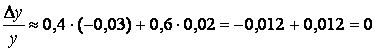 Δy/y ≈ 0,4 · (−0,03) + 0,6 · 0,02 = −0,012 + 0,012 = 0